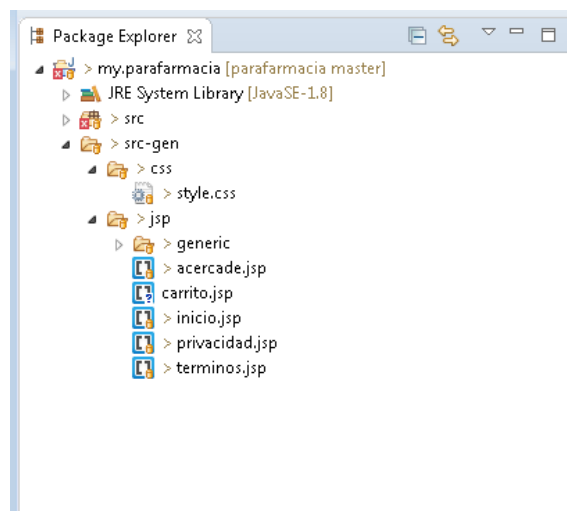 Package Explorer
> my.parafarmacia [parafarmacia master]
JRE System Library [JavaSE-1.8]
> src
> src-gen
> css
> style.css
> jsp
> generic
> acercade.jsp
carrito.jsp
> inicio.jsp
> privacidad.jsp
> terminos.jsp